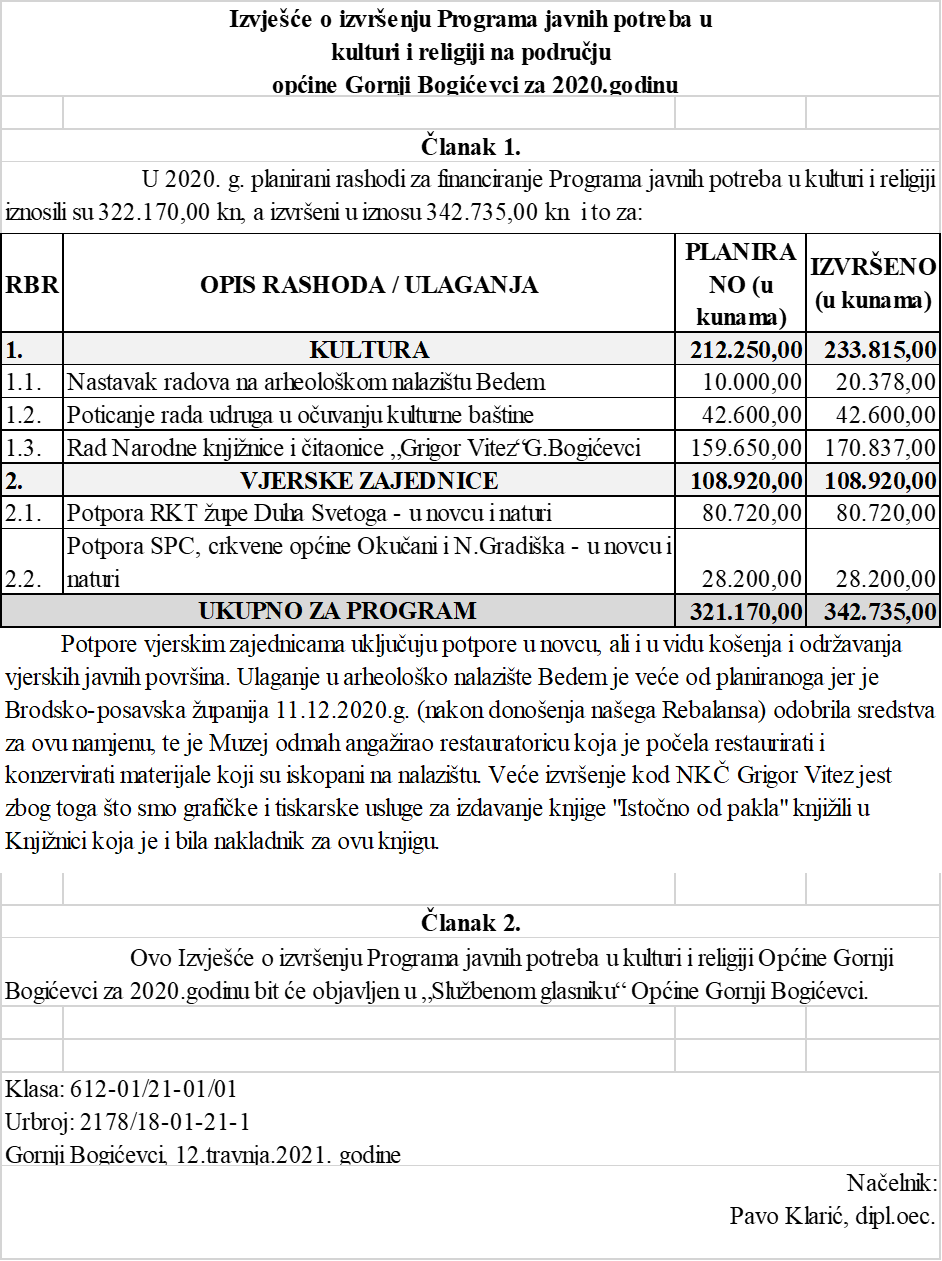 Izvješće o izvršenju Programa javnih potreba u
kulturi i religiji na području
općine Gornji Bogićevci za 2020.godinu
Članak 1.
U 2020. g. planirani rashodi za financiranje Programa javnih potreba u kulturi i religiji
iznosili su 322.170,00 kn, a izvršeni u iznosu 342.735,00 kn i to za:
RBR OPIS RASHODA / ULAGANJA PLANIRA
NO (u
kunama) IZVRŠENO
(u kunama)
1. KULTURA 212.250,00 233.815,00
1.1. Nastavak radova na arheološkom nalazištu Bedem 10.000,00 20.378,00
1.2. Poticanje rada udruga u očuvanju kulturne baštine 42.600,00 42.600,00
1.3. Rad Narodne knjižnice i čitaonice „Grigor Vitez“G.Bogićevci 159.650,00 170.837,00
2. VJERSKE ZAJEDNICE 108.920,00 108.920,00
2.1. Potpora RKT župe Duha Svetoga - u novcu i naturi 80.720,00 80.720,00
Potpora SPC, crkvene općine Okučani i N.Gradiška - u novcu i
2.2. naturi 28.200,00 28.200,00
UKUPNO ZA PROGRAM 321.170,00 342.735,00
Potpore vjerskim zajednicama uključuju potpore u novcu, ali i u vidu košenja i održavanja
vjerskih javnih površina. Ulaganje u arheološko nalazište Bedem je veće od planiranoga jer je
Brodsko-posavska županija 11.12.2020.g. (nakon donošenja našega Rebalansa) odobrila sredstva
za ovu namjenu, te je Muzej odmah angažirao restauratoricu koja je počela restaurirati i
konzervirati materijale koji su iskopani na nalazištu. Veće izvršenje kod NKČ Grigor Vitez jest
zbog toga što smo grafičke i tiskarske usluge za izdavanje knjige "Istočno od pakla" knjižili u
Knjižnici koja je i bila nakladnik za ovu knjigu.
Članak 2.
Ovo Izvješće o izvršenju Programa javnih potreba u kulturi i religiji Općine Gornji
Bogićevci za 2020.godinu bit će objavljen u „Službenom glasniku“ Općine Gornji Bogićevci.
Klasa: 612-01/21-01/01
Urbroj: 2178/18-01-21-1
Gornji Bogićevci, 12.travnja.2021. godine
Načelnik:
Pavo Klarić, dipl.oec.